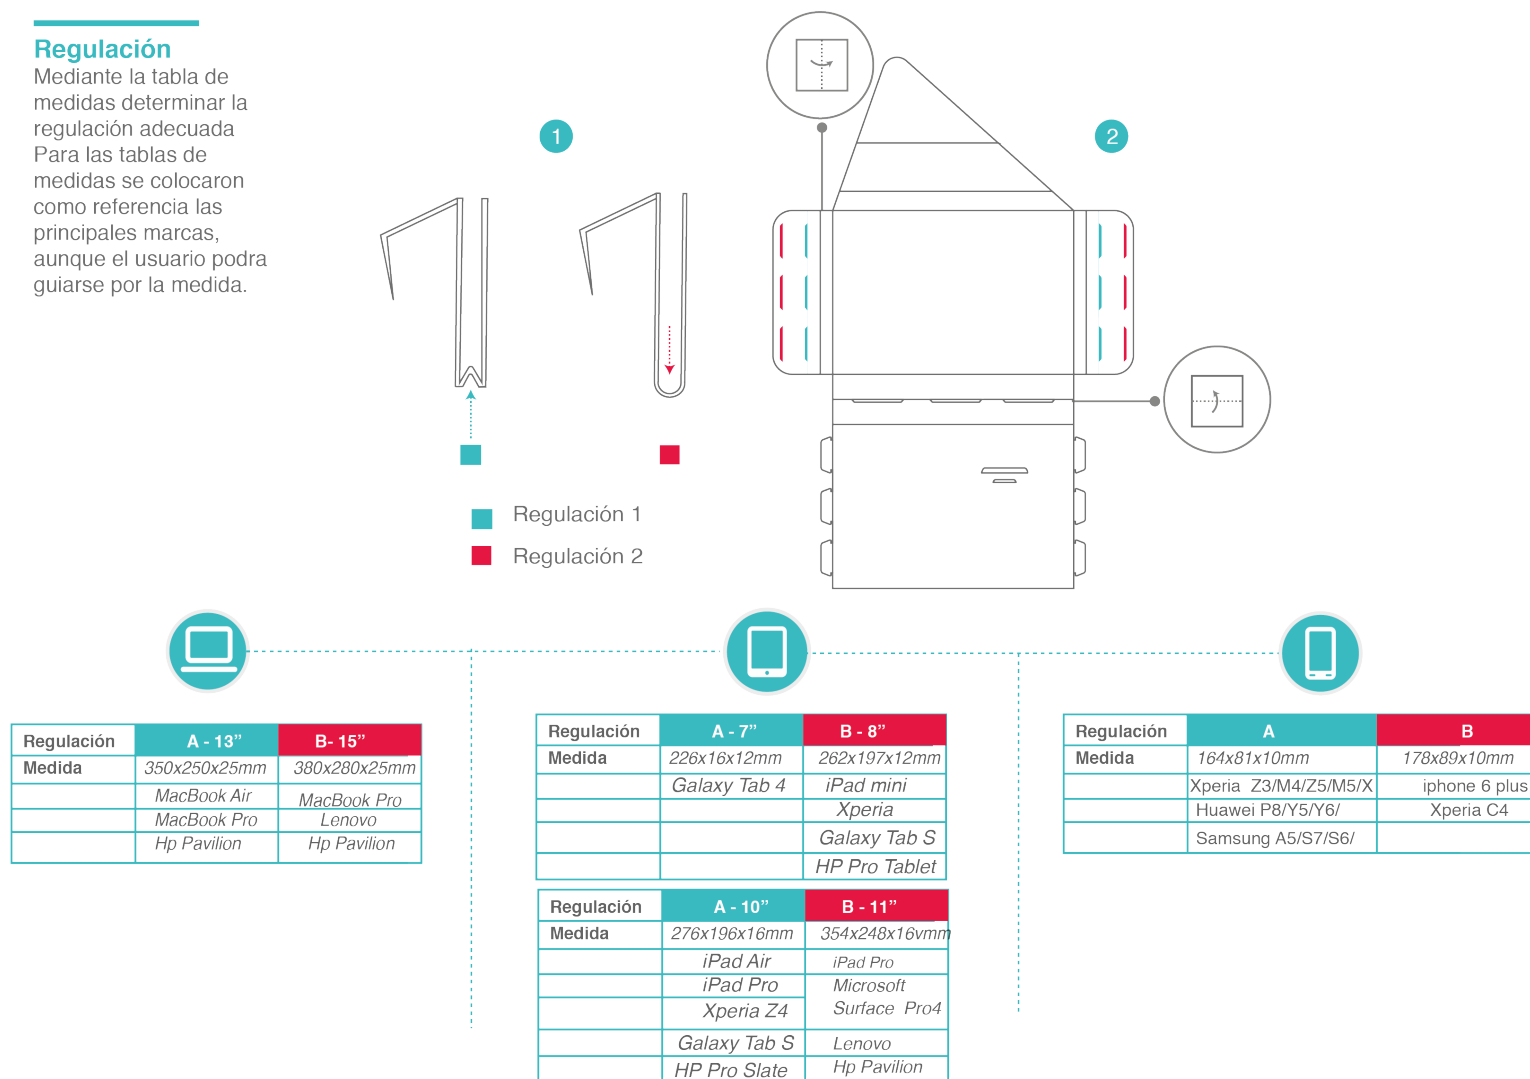 Regulación
Mediante la tabla de
medidas determinar la
regulación adecuada
Para las tablas de
medidas se colocaron
como referencia las
principales marcas,
aunque el usuario podra
guiarse por la medida.
1
2
Regulación 1
Regulación 2
Regulación A - 13” B- 15”
Medida 350x250x25mm 380x280x25mm
MacBook Air MacBook Pro
MacBook Pro Lenovo
Hp Pavilion Hp Pavilion
Regulación A - 7” B - 8”
Medida 226x16x12mm 262x197x12mm
Galaxy Tab 4 iPad mini
Xperia
Galaxy Tab S
HP Pro Tablet
Regulación A - 10” B - 11”
Medida 276x196x16mm 354x248x16vmm
iPad Air iPad Pro
iPad Pro Microsoft
Xperia Z4 Surface Pro4
Galaxy Tab S Lenovo
HP Pro Slate Hp Pavilion
Regulación A B
Medida 164x81x10mm 178x89x10mm
Xperia Z3/M4/Z5/M5/X iphone 6 plus
Huawei P8/Y5/Y6/ Xperia C4
Samsung A5/S7/S6/